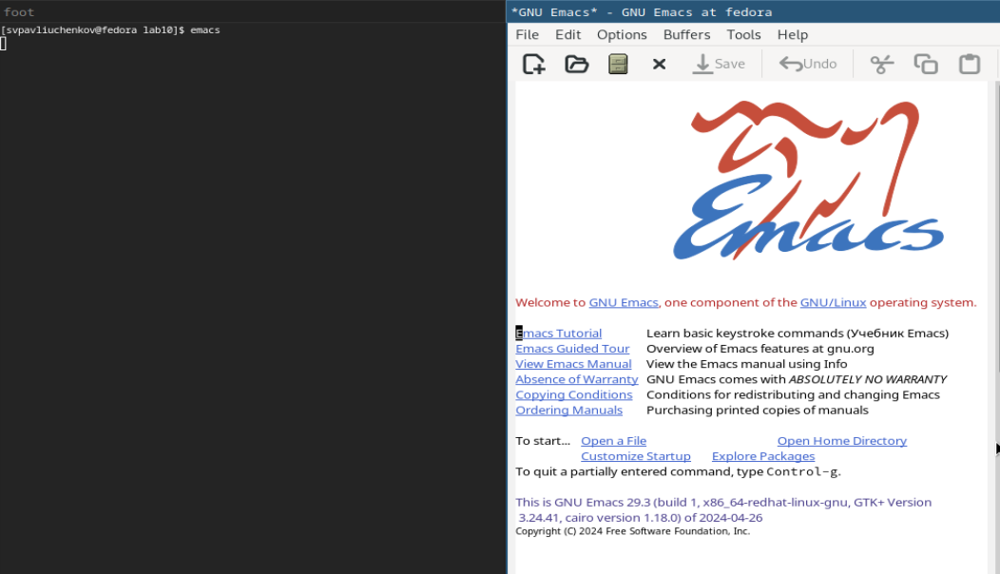 foot
[svpavliuchenkov@fedora lab10]$ emacs
*GNU Emacs* - GNU Emacs at fedora
File Edit Options Buffers Tools Help
Save Undo
Emacs
Welcome to GNU Emacs, one component of the GNU/Linux operating system.
Emacs Tutorial Learn basic keystroke commands (Учебник Emacs)
Emacs Guided Tour Overview of Emacs features at gnu.org
View Emacs Manual View the Emacs manual using Info
Absence of Warranty GNU Emacs comes with ABSOLUTELY NO WARRANTY
Copying Conditions Conditions for redistributing and changing Emacs
Ordering Manuals Purchasing printed copies of manuals
To start... Open a File Open Home Directory
Customize Startup Explore Packages
To quit a partially entered command, type Control-g.
This is GNU Emacs 29.3 (build 1, x86_64-redhat-linux-gnu, GTK+ Version
3.24.41, cairo version 1.18.0) of 2024-04-26
Copyright (C) 2024 Free Software Foundation, Inc.